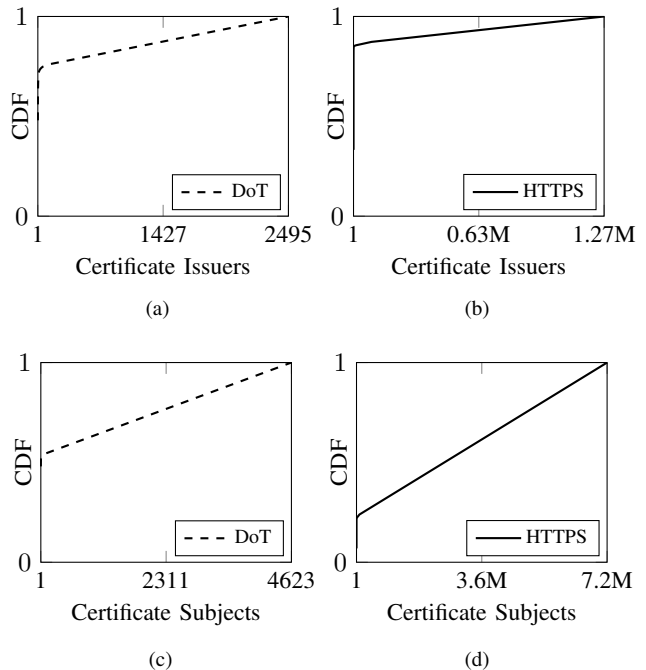 1
CDF
0
DoT
1 1427 2495
Certificate Issuers
(a)
1
CDF
0
HTTPS
1 0.63M 1.27M
Certificate Issuers
(b)
1
CDF
0
DoT
1 2311 4623
Certificate Subjects
(c)
1
CDF
0
HTTPS
1 3.6M 7.2M
Certificate Subjects
(d)